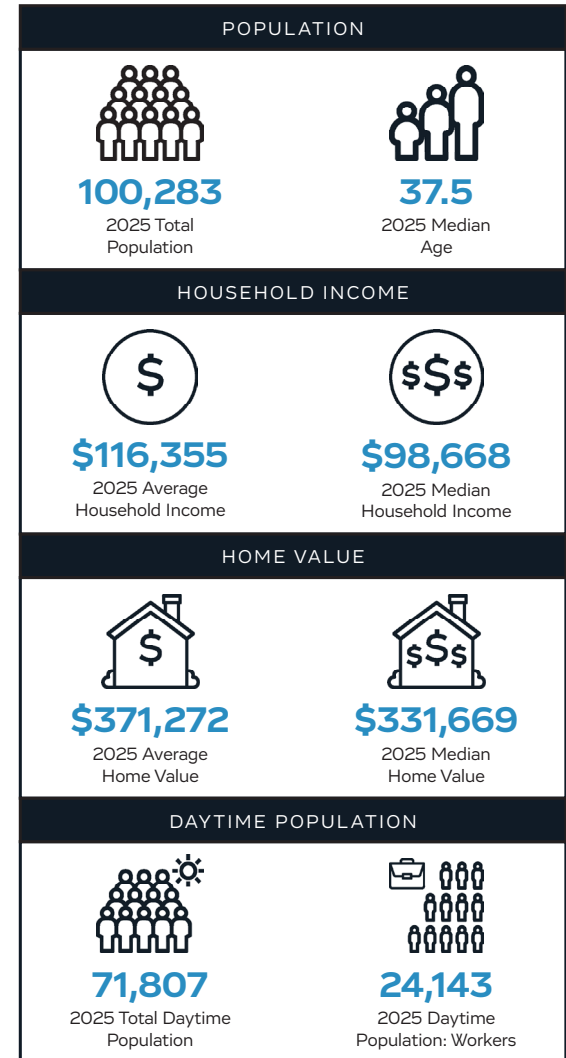 POPULATION
100,283
2025 Total
Population
37.5
2025 Median
Age
HOUSEHOLD INCOME
$
$116,355
2025 Average
Household Income
$$$
$98,668
2025 Median
Household Income
HOME VALUE
$
$371,272
2025 Average
Home Value
$$$
$331,669
2025 Median
Home Value
DAYTIME POPULATION
71,807
2025 Total Daytime
Population
24,143
2025 Daytime
Population: Workers